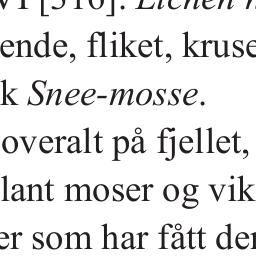 VI [516]. Lichen n
ende, fliket, kruse
k Snee-mosse.
overalt på fjellet,
lant moser og vik
er som har fått der